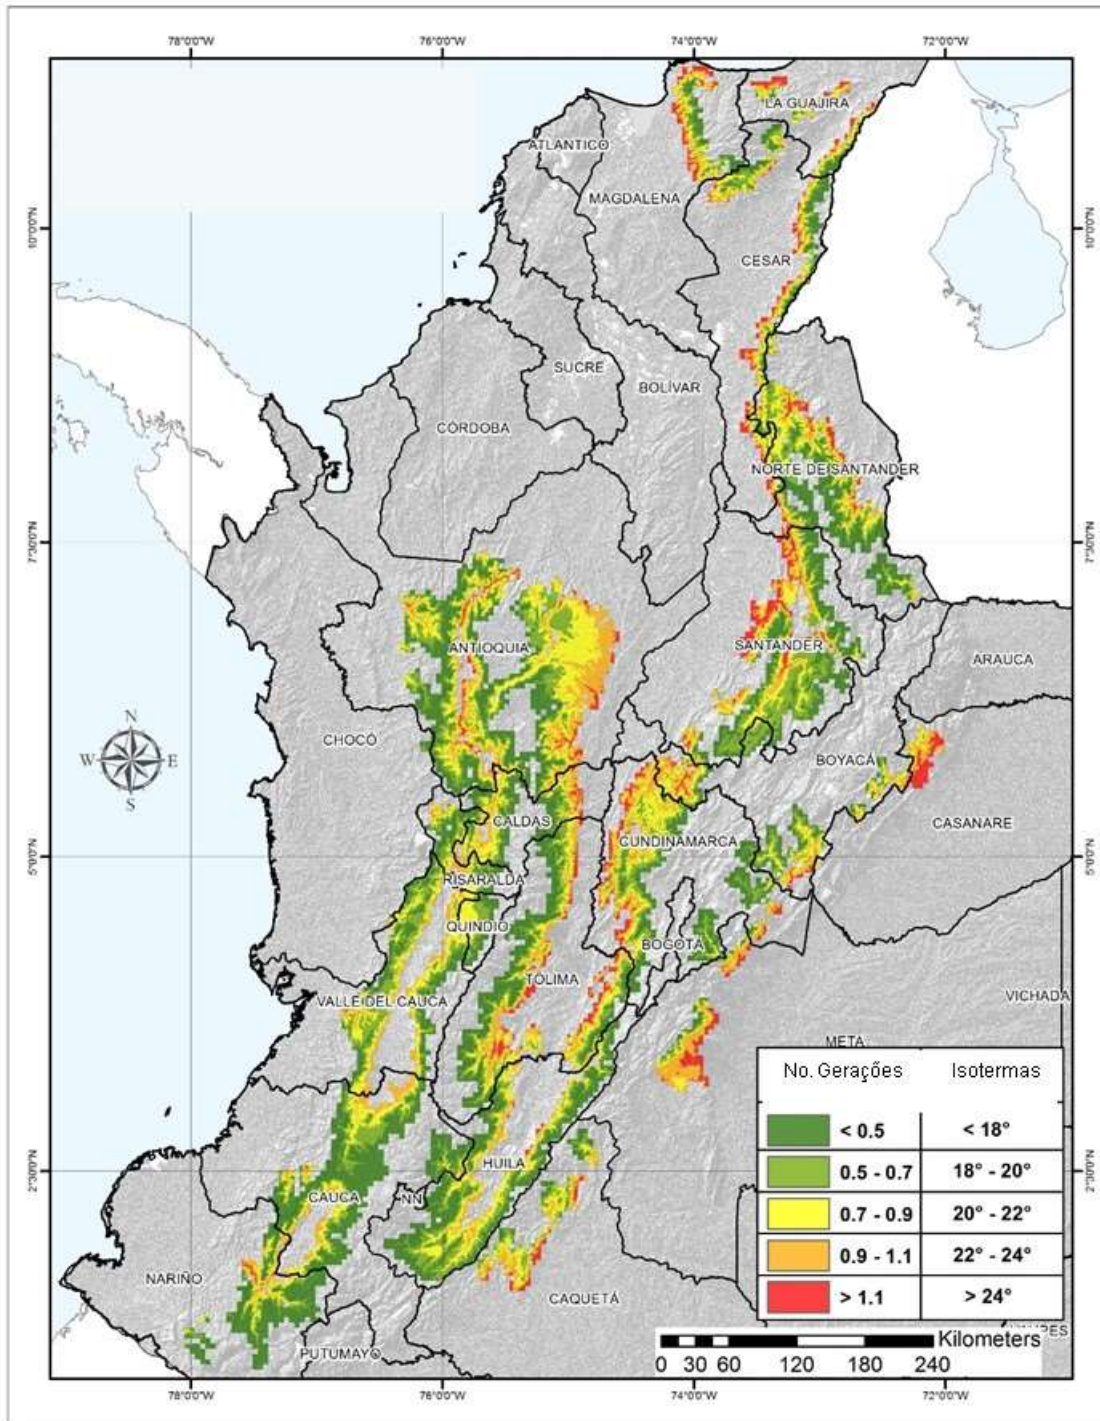 78°0'0"W 76°0'0"W 74°0'0"W 72°0'0"W
LA GUAJIRA
ATLANTICO
MAGDALENA
10°0'0"N 10°0'0"N
CESAR
SUCRE
BOLÍVAR
CÓRDOBA
NORTE DE SANTANDER
7°30'0"N 7°30'0"N
ANTIOQUIA
SANTANDER
ARAUCA
CHOCÓ
N
W E
S
BOYACÁ
CALDAS
CASANARE
CUNDINAMARCA
5°0'0"N 5°0'0"N
RISARALDA
QUINDIO
BOGOTÁ
TOLIMA
VALLE DEL CAUCA
VICHADA
META
No. Gerações Isotermas
< 0.5 < 18°
0.5 - 0.7 18° - 20°
0.7 - 0.9 20° - 22°
0.9 - 1.1 22° - 24°
> 1.1 > 24°
2°30'0"N 2°30'0"N
HUILA
CAUCA
NN
NARIÑO
CAQUETÁ
PUTUMAYO
Kilometers
0 30 60 120 180 240
78°0'0"W 76°0'0"W 74°0'0"W 72°0'0"W